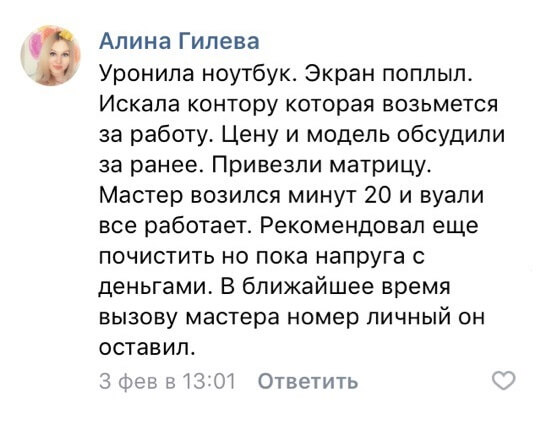 Алина Гилева
Уронила ноутбук. Экран поплыл.
Искала контору которая возьмется
за работу. Цену и модель обсудили
за ранее. Привезли матрицу.
Мастер возился минут 20 и вуали
все работает. Рекомендовал еще
почистить но пока напруга с
деньгами. В ближайшее время
вызову мастера номер личный он
оставил.
3 фев в 13:01 Ответить